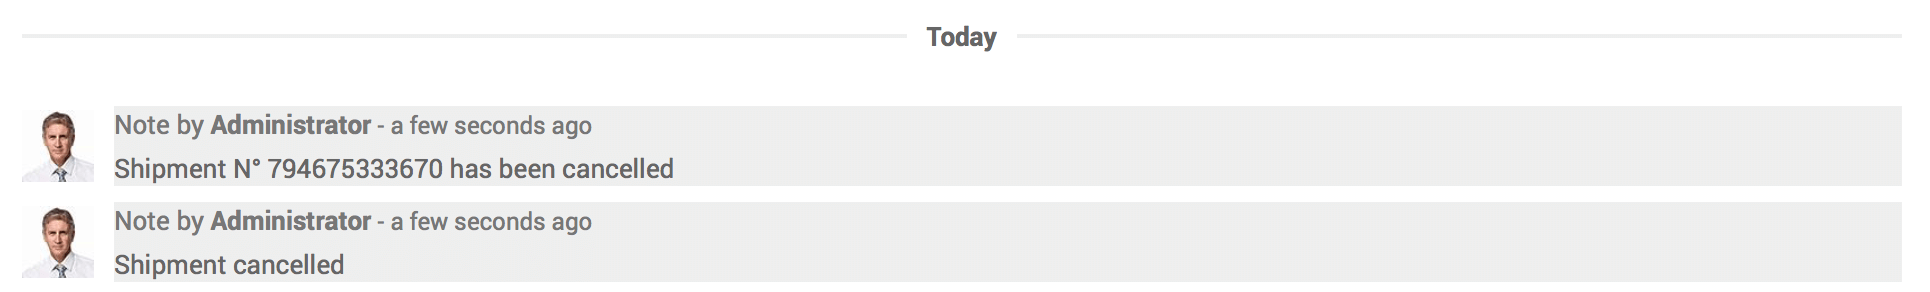 Today
Note by Administrator - a few seconds ago
Shipment N° 794675333670 has been cancelled
Note by Administrator - a few seconds ago
Shipment cancelled